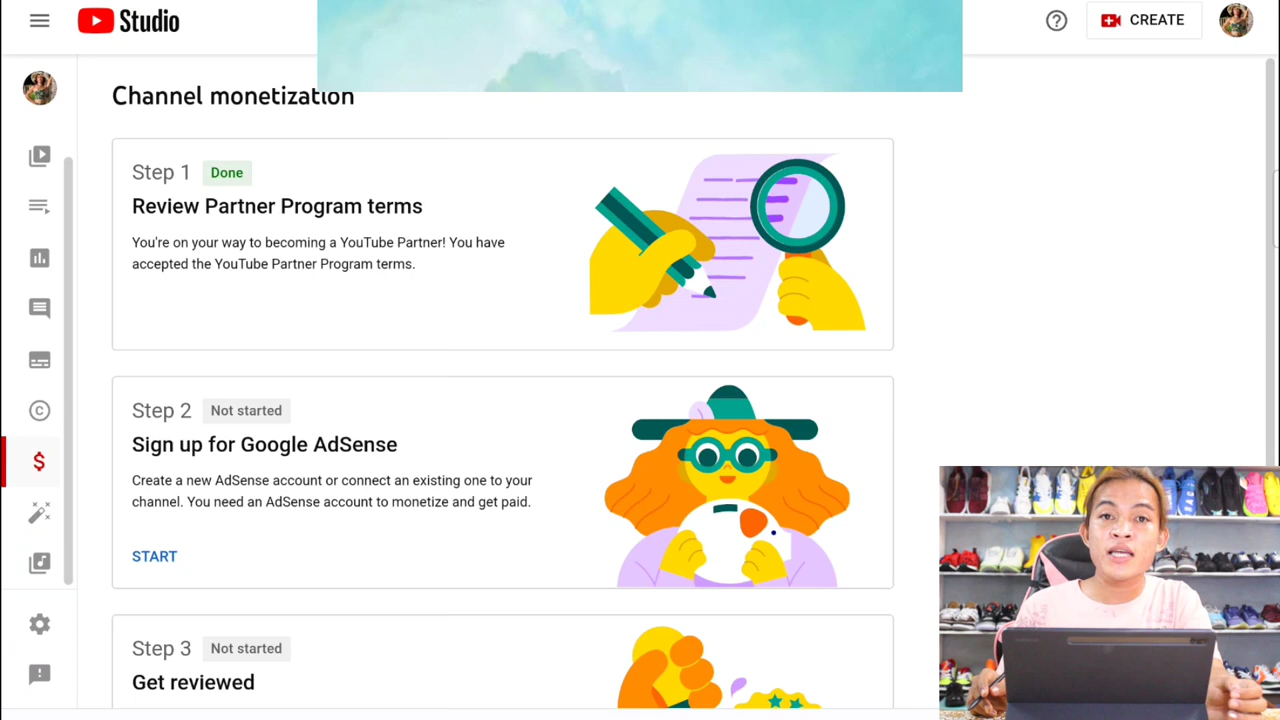 Studio
CREATE
Channel monetization
Step 1 Done
Review Partner Program terms
You're on your way to becoming a YouTube Partner! You have
accepted the YouTube Partner Program terms.
Step 2 Not started
Sign up for Google AdSense
Create a new AdSense account or connect an existing one to your
channel. You need an AdSense account to monetize and get paid.
START
Step 3 Not started
Get reviewed